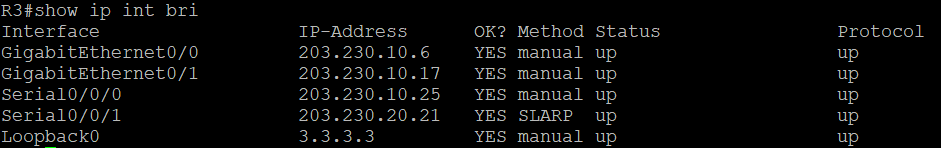 R3#show ip int bri
Interface IP-Address OK? Method Status Protocol
GigabitEthernet0/0 203.230.10.6 YES manual up up
GigabitEthernet0/1 203.230.10.17 YES manual up up
Serial0/0/0 203.230.10.25 YES manual up up
Serial0/0/1 203.230.20.21 YES SLARP up up
Loopback0 3.3.3.3 YES manual up up